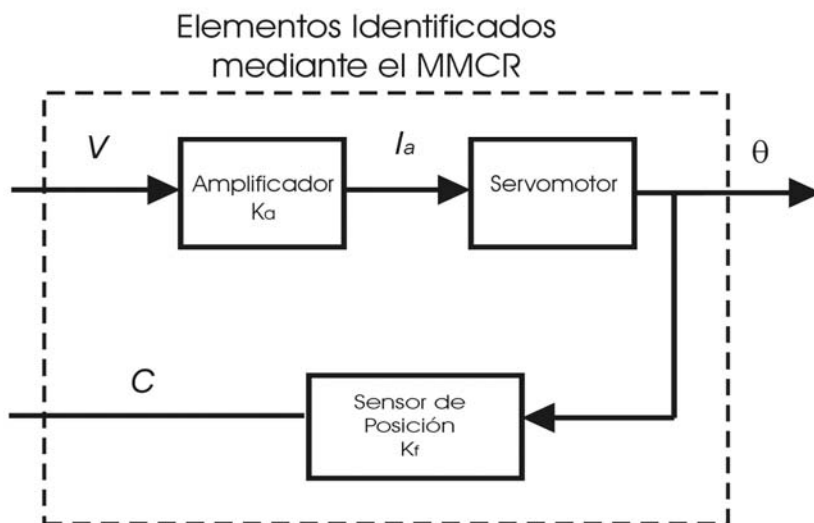 Elementos Identificados
mediante el MMCR
V
Amplificador
Ka
Ia
Servomotor
θ
C
Sensor de
Posición
Kf